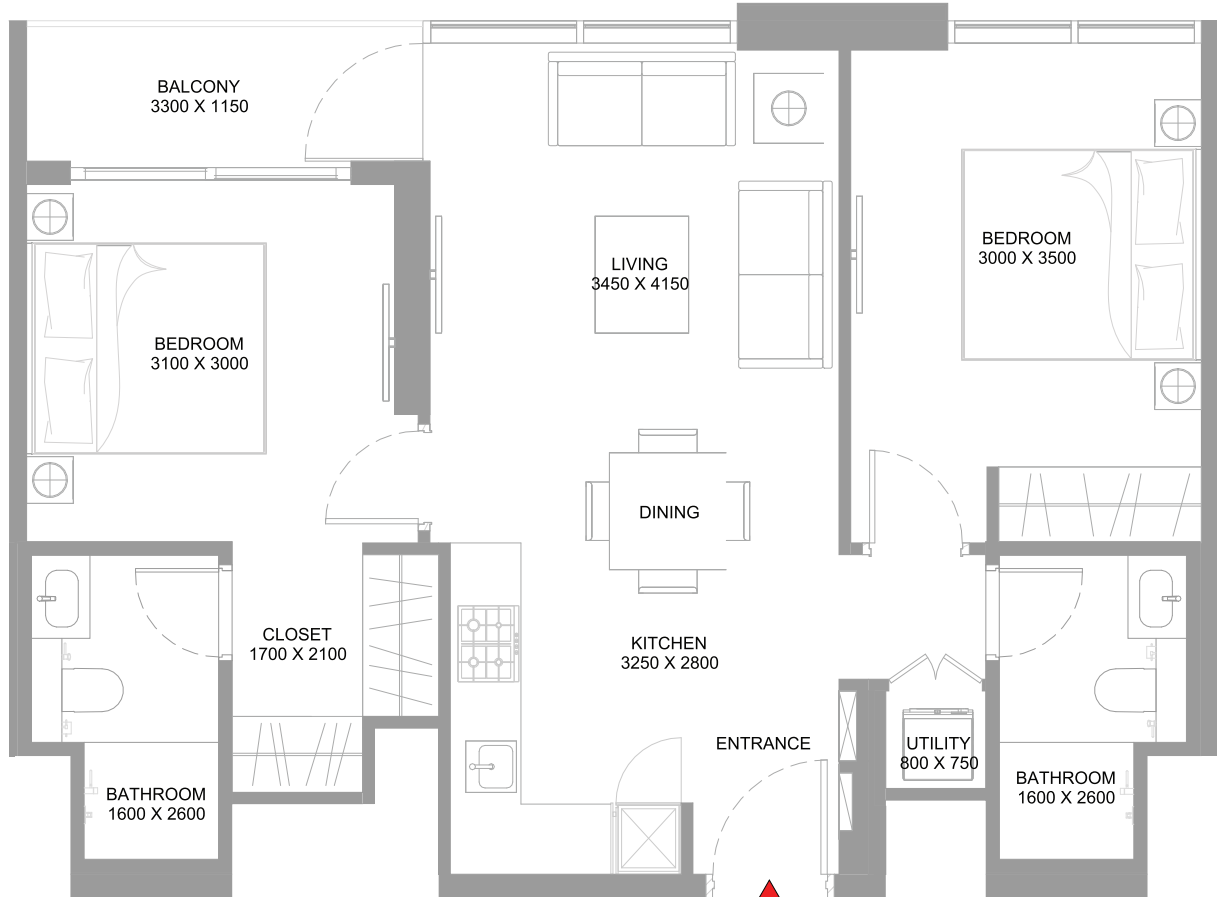 BALCONY
3300 X 1150
LIVING
3450 X 4150
BEDROOM
3000 X 3500
BEDROOM
3100 X 3000
DINING
CLOSET
1700 X 2100
KITCHEN
3250 X 2800
ENTRANCE
UTILITY
800 X 750
BATHROOM
1600 X 2600
BATHROOM
1600 X 2600